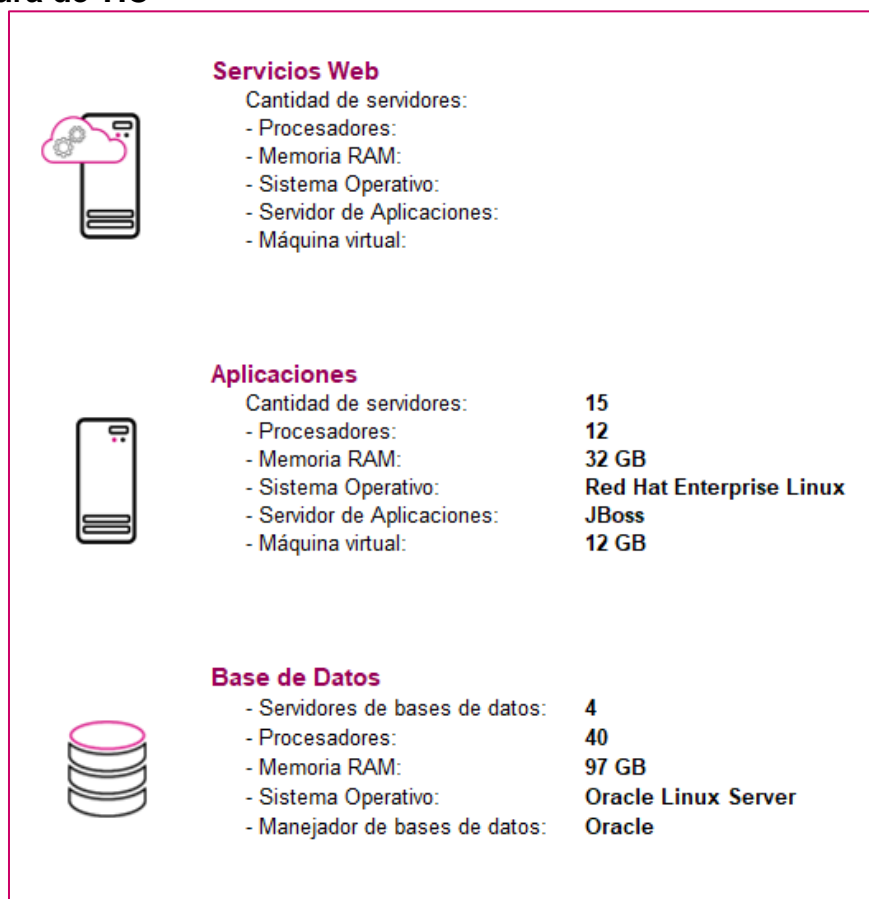 Servicios Web
Cantidad de servidores:
- Procesadores:
- Memoria RAM:
- Sistema Operativo:
- Servidor de Aplicaciones:
- Máquina virtual:
Aplicaciones
Cantidad de servidores: 15
- Procesadores: 12
- Memoria RAM: 32 GB
- Sistema Operativo: Red Hat Enterprise Linux
- Servidor de Aplicaciones: JBoss
- Máquina virtual: 12 GB
Base de Datos
- Servidores de bases de datos: 4
- Procesadores: 40
- Memoria RAM: 97 GB
- Sistema Operativo: Oracle Linux Server
- Manejador de bases de datos: Oracle